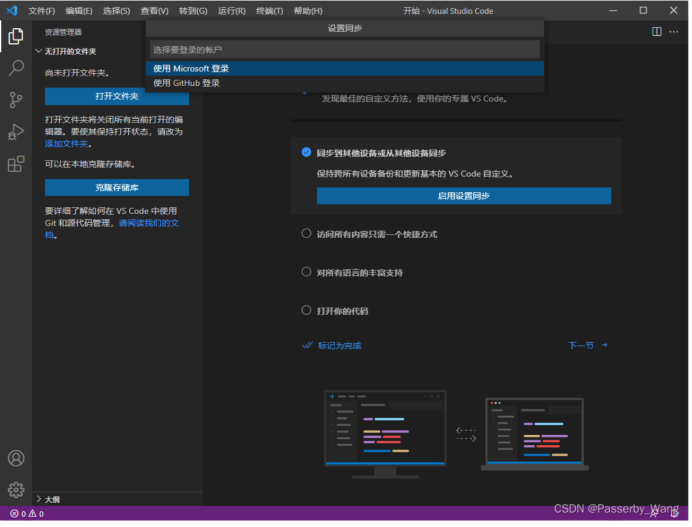 文件(F) 编辑(E) 选择(S) 查看(V) 转到(G) 运行(R) 终端(T) 帮助(H) 开始 - Visual Studio Code
设置同步
选择要登录的帐户
使用 Microsoft 登录
使用 GitHub 登录
资源管理器
无打开的文件夹
尚未打开文件夹。
打开文件夹
打开文件夹将关闭所有当前打开的编
辑器。要使其保持打开状态，请改为
添加文件夹。
可以在本地克隆存储库。
克隆存储库
要详细了解如何在 VS Code 中使用
Git 和源代码管理，请阅读我们的文
档。
大纲
发现最佳的自定义方法，使用你的专属 VS Code。
同步到其他设备或从其他设备同步
保持跨所有设备备份和更新基本的 VS Code 自定义。
启用设置同步
访问所有内容只需一个快捷方式
对所有语言的丰富支持
打开你的代码
标记为完成
下一节
0 0
CSDN @Passerby_Wang